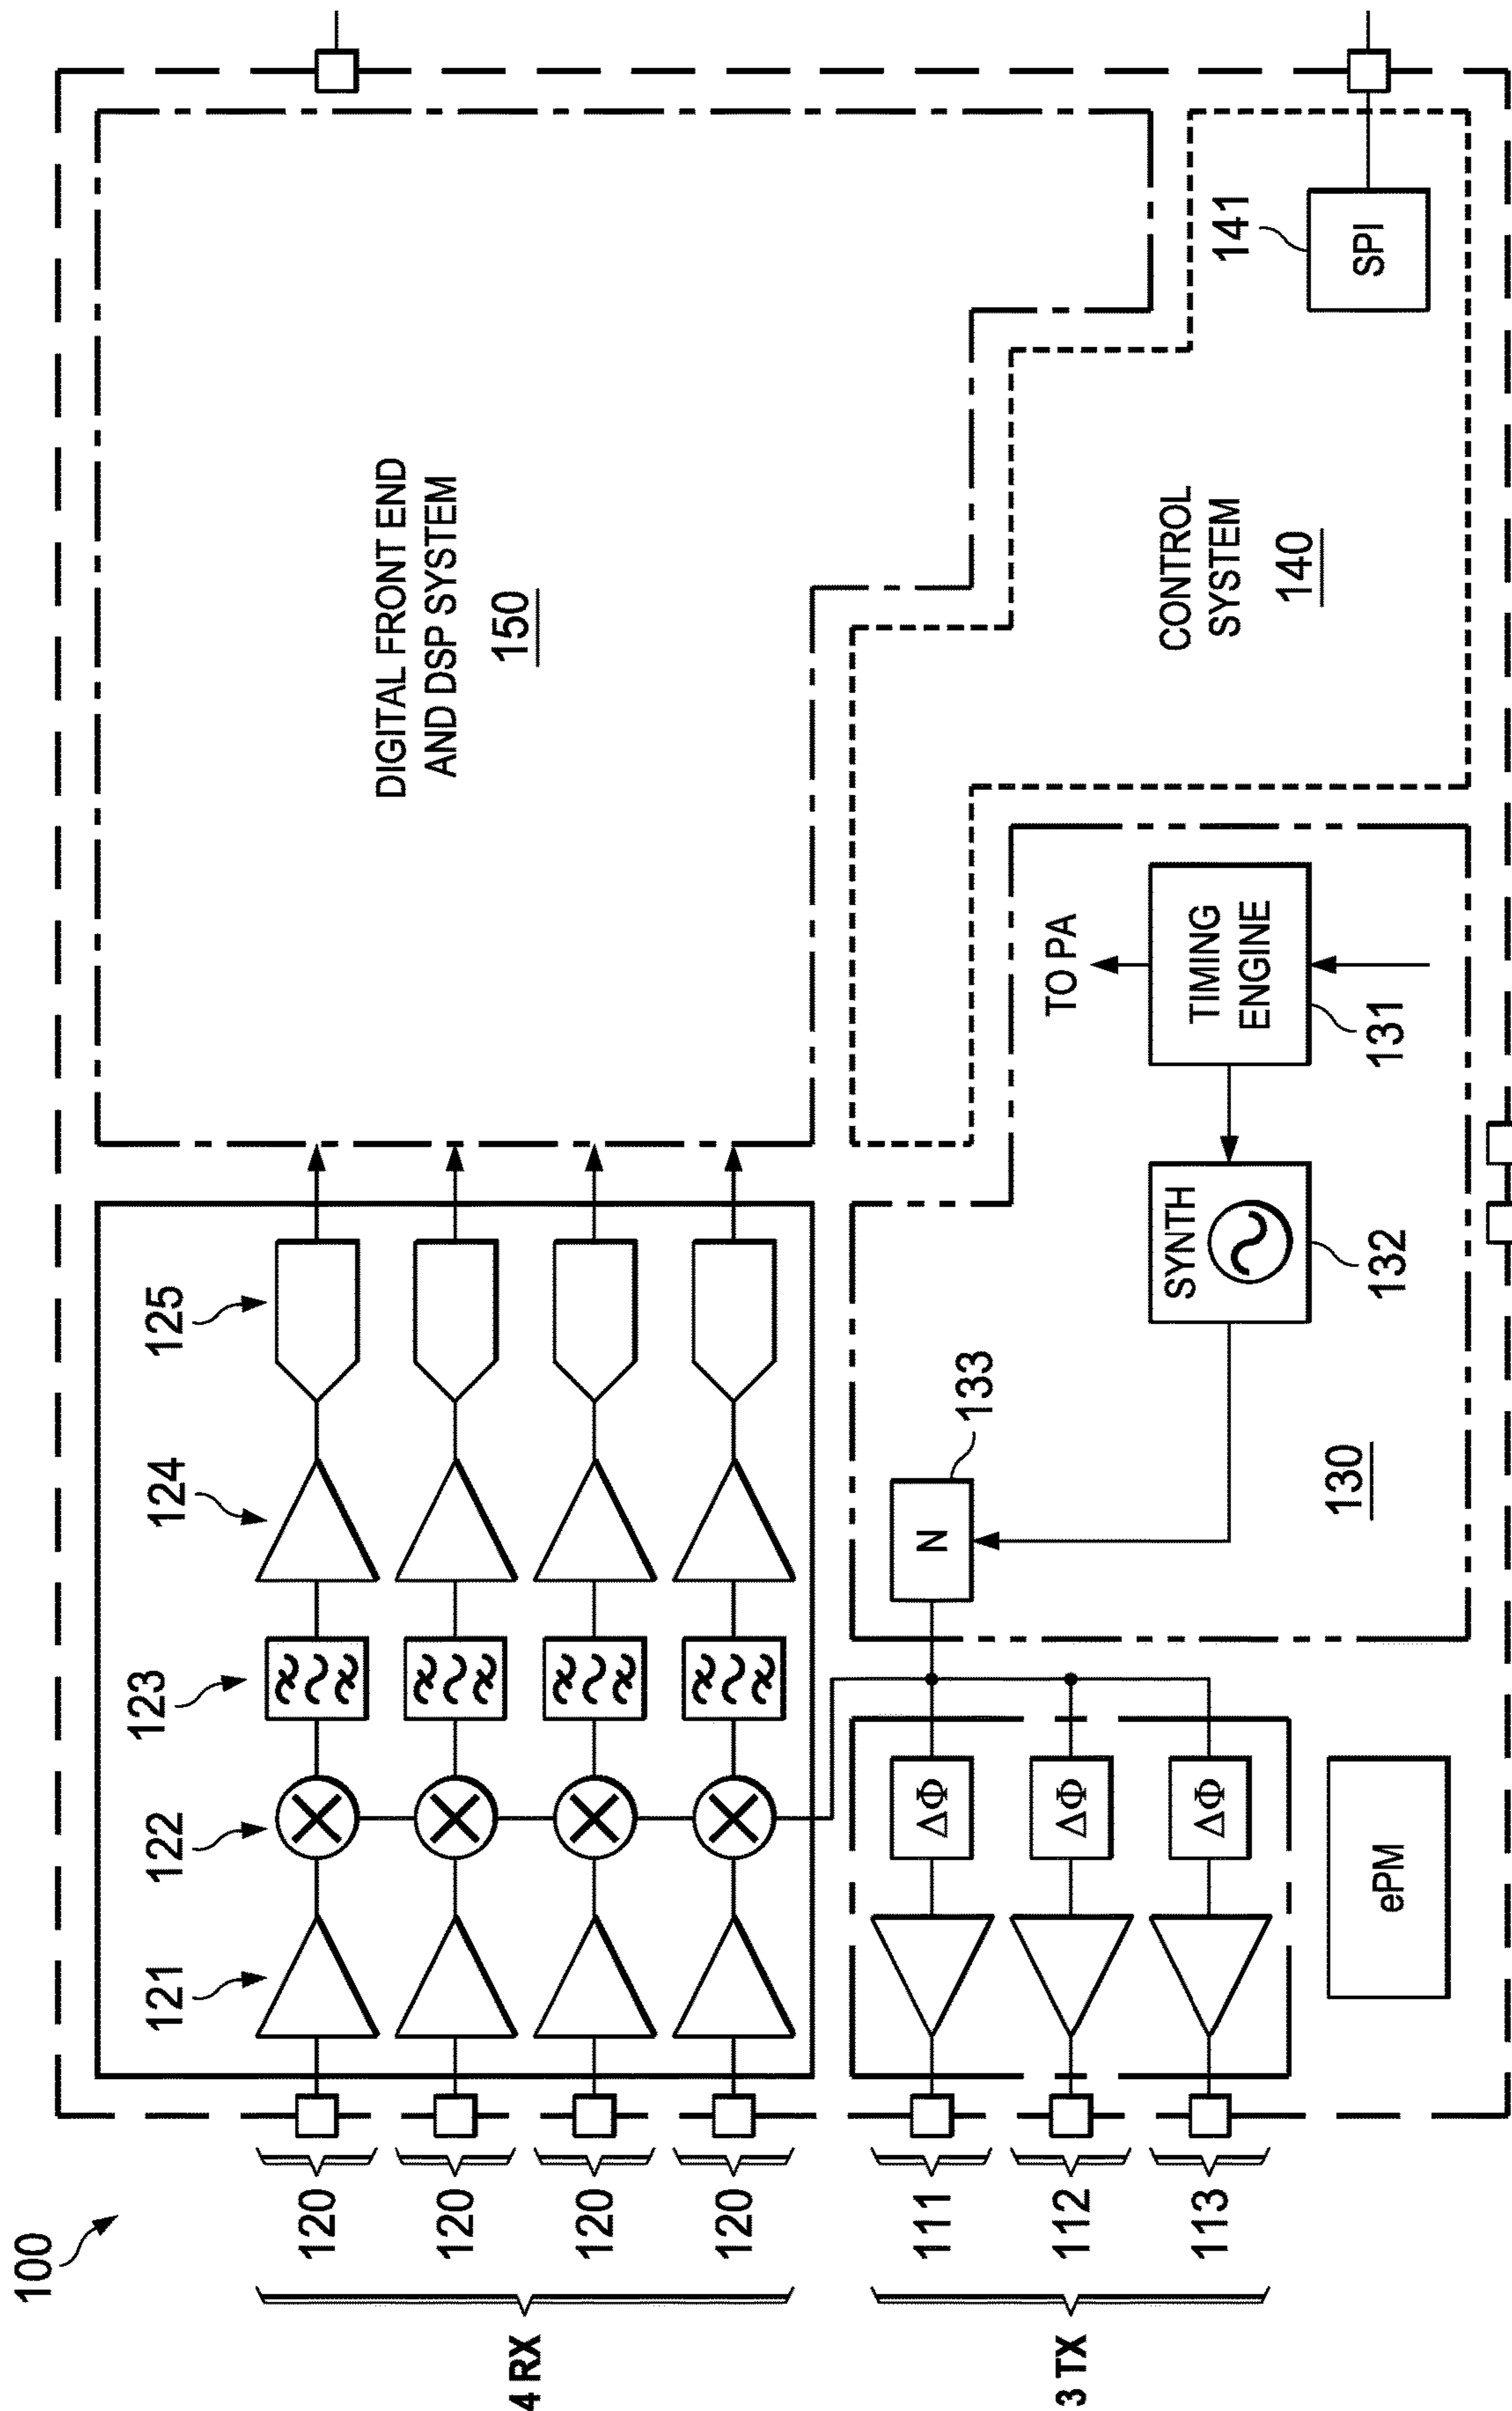 100
4 RX
120
120
120
120
121
122
123
124
125
DIGITAL FRONT END
AND DSP SYSTEM
150
3 TX
111
112
113
ΔΦ
ΔΦ
ΔΦ
ePM
N
133
130
SYNTH
132
TO PA
TIMING
ENGINE
131
CONTROL
SYSTEM
140
SPI
141